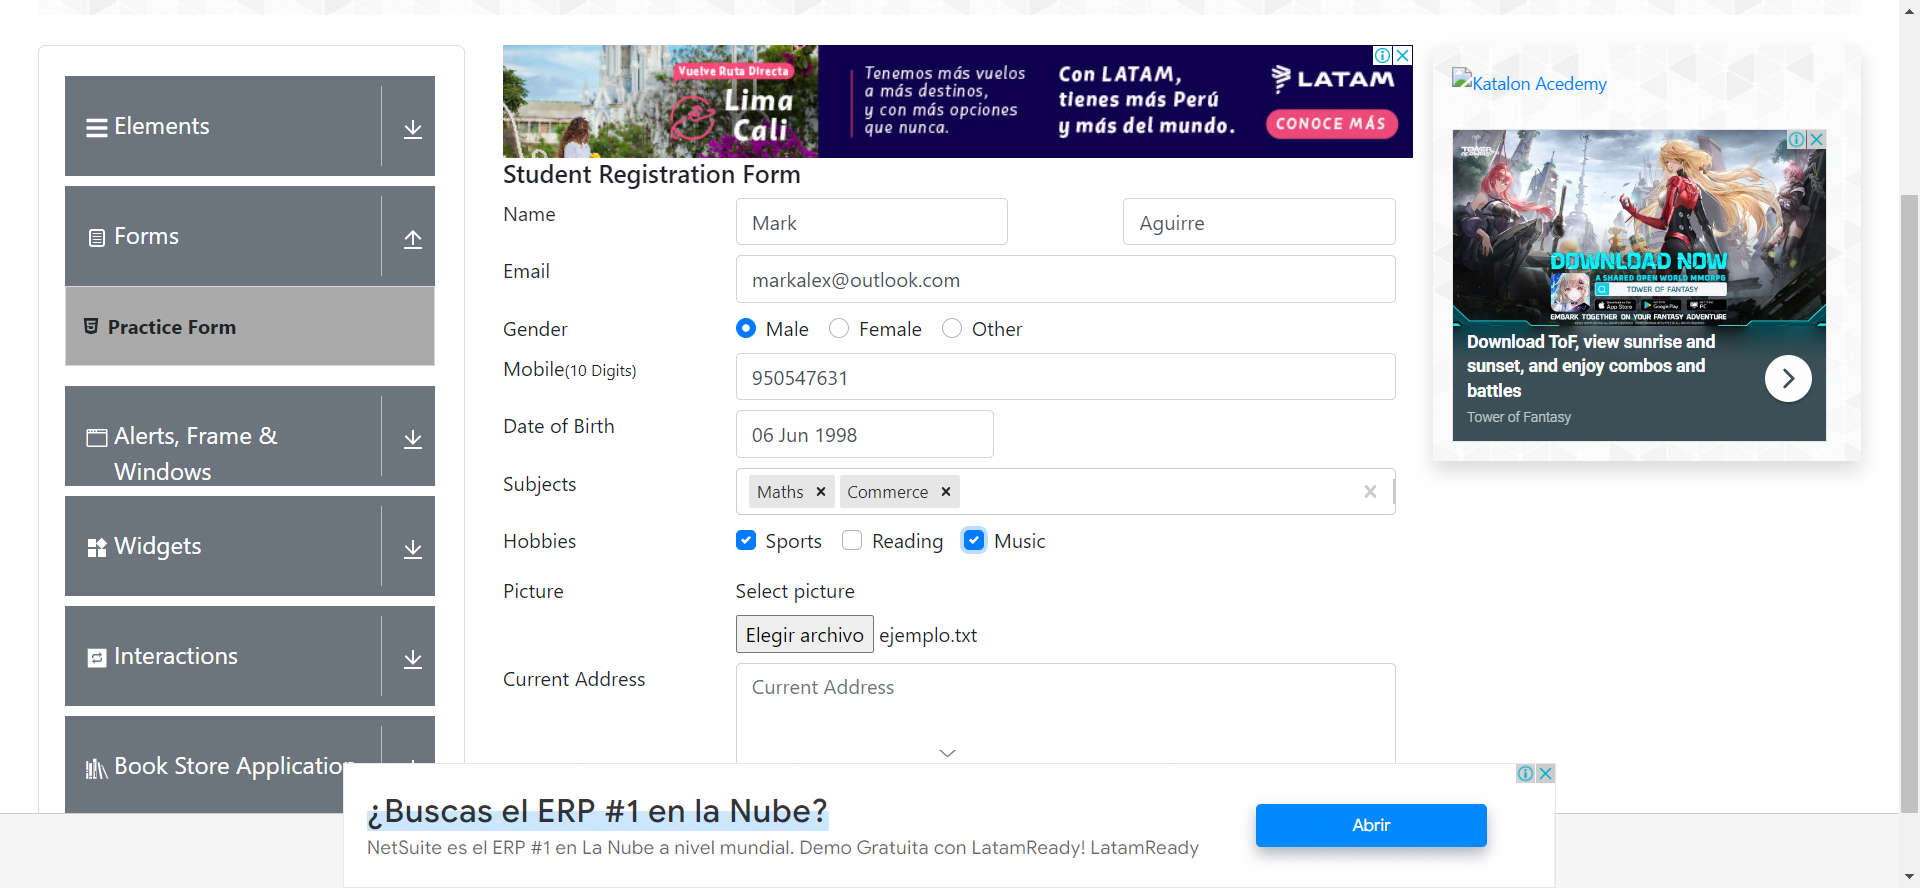 Elements
Forms
Practice Form
Alerts, Frame &
Windows
Widgets
Interactions
Book Store Application
Vuelve Ruta Directa
Lima
Cali
Tenemos más vuelos
a más destinos,
y con más opciones
que nunca.
Con LATAM,
tienes más Perú
y más del mundo.
LATAM
CONOCE MÁS
Student Registration Form
Name
Mark
Aguirre
Email
markalex@outlook.com
Gender
Male
Female
Other
Mobile(10 Digits)
950547631
Date of Birth
06 Jun 1998
Subjects
Maths
Commerce
Hobbies
Sports
Reading
Music
Picture
Select picture
Elegir archivo
ejemplo.txt
Current Address
Current Address
Katalon Acedemy
DOWNLOAD NOW
A SHARED OPEN WORLD MMORPG
TOWER OF FANTASY
App Store
Google Play
PC
EMBARK TOGETHER ON YOUR FANTASY ADVENTURE
Download ToF, view sunrise and
sunset, and enjoy combos and
battles
Tower of Fantasy
¿Buscas el ERP #1 en la Nube?
NetSuite es el ERP #1 en La Nube a nivel mundial. Demo Gratuita con LatamReady! LatamReady
Abrir